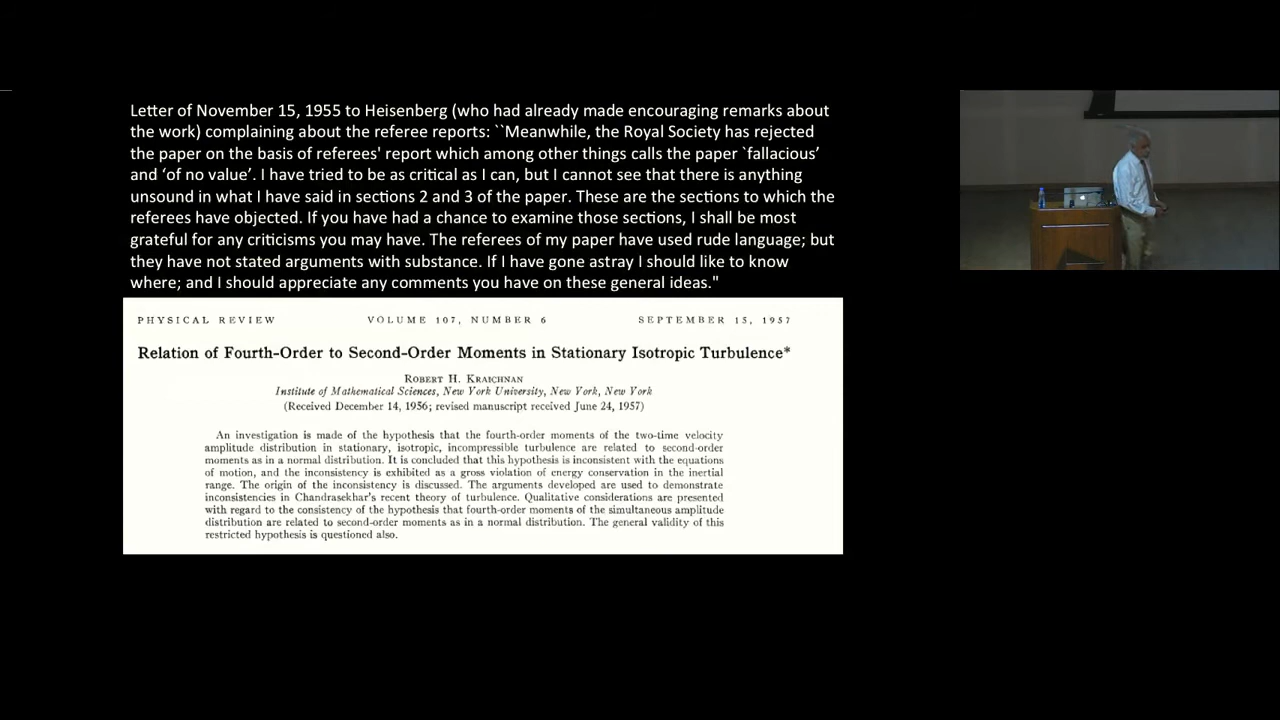 Letter of November 15, 1955 to Heisenberg (who had already made encouraging remarks about
the work) complaining about the referee reports: ``Meanwhile, the Royal Society has rejected
the paper on the basis of referees' report which among other things calls the paper `fallacious’
and ‘of no value’. I have tried to be as critical as I can, but I cannot see that there is anything
unsound in what I have said in sections 2 and 3 of the paper. These are the sections to which the
referees have objected. If you have had a chance to examine those sections, I shall be most
grateful for any criticisms you may have. The referees of my paper have used rude language; but
they have not stated arguments with substance. If I have gone astray I should like to know
where; and I should appreciate any comments you have on these general ideas."
PHYSICAL REVIEW VOLUME 107, NUMBER 6 SEPTEMBER 15, 1957
Relation of Fourth-Order to Second-Order Moments in Stationary Isotropic Turbulence*
ROBERT H. KRAICHNAN
Institute of Mathematical Sciences, New York University, New York, New York
(Received December 14, 1956; revised manuscript received June 24, 1957)
An investigation is made of the hypothesis that the fourth-order moments of the two-time velocity
amplitude distribution in stationary, isotropic, incompressible turbulence are related to second-order
moments as in a normal distribution. It is concluded that this hypothesis is inconsistent with the equations
of motion, and the inconsistency is exhibited as a gross violation of energy conservation in the inertial
range. The origin of the inconsistency is discussed. The arguments developed are used to demonstrate
inconsistencies in Chandrasekhar's recent theory of turbulence. Qualitative considerations are presented
with regard to the consistency of the hypothesis that fourth-order moments of the simultaneous amplitude
distribution are related to second-order moments as in a normal distribution. The general validity of this
restricted hypothesis is questioned also.